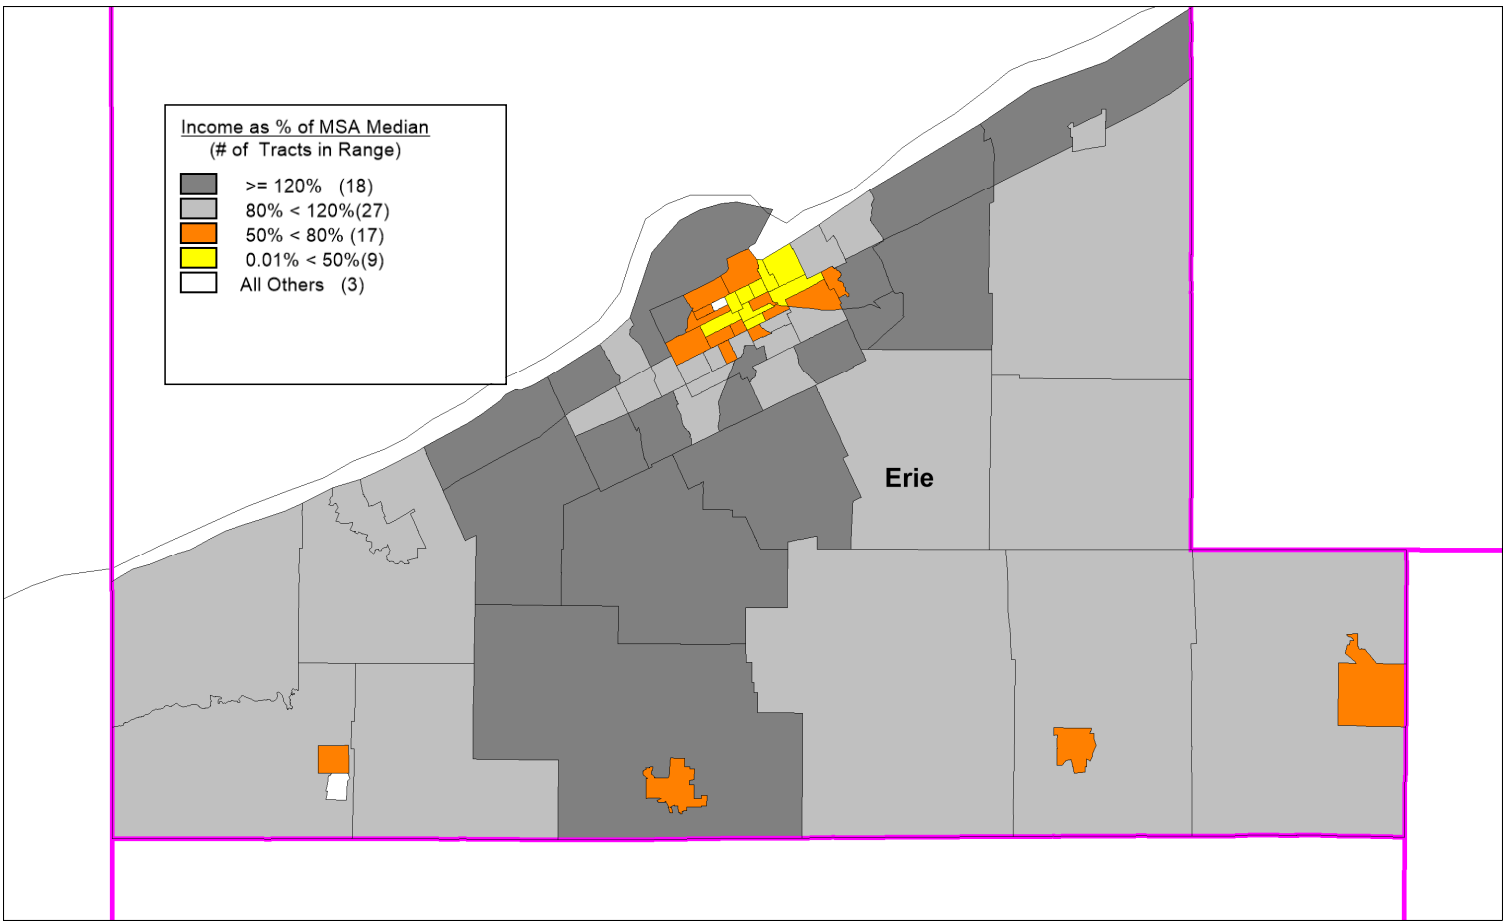 Income as % of MSA Median
(# of Tracts in Range)
>= 120% (18)
80% < 120%(27)
50% < 80% (17)
0.01% < 50%(9)
All Others (3)
Erie